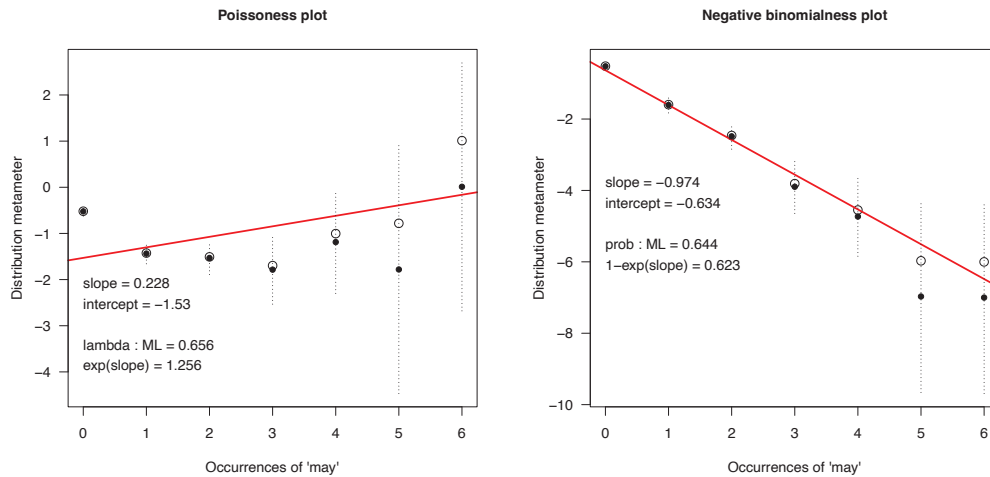 Poissoness plot
Distribution metameter
2
1
0
−1
−2
−3
−4
slope = 0.228
intercept = −1.53
lambda : ML = 0.656
exp(slope) = 1.256
0 1 2 3 4 5 6
Occurrences of 'may'
Negative binomialness plot
Distribution metameter
−2
−4
−6
−8
−10
slope = −0.974
intercept = −0.634
prob : ML = 0.644
1−exp(slope) = 0.623
0 1 2 3 4 5 6
Occurrences of 'may'